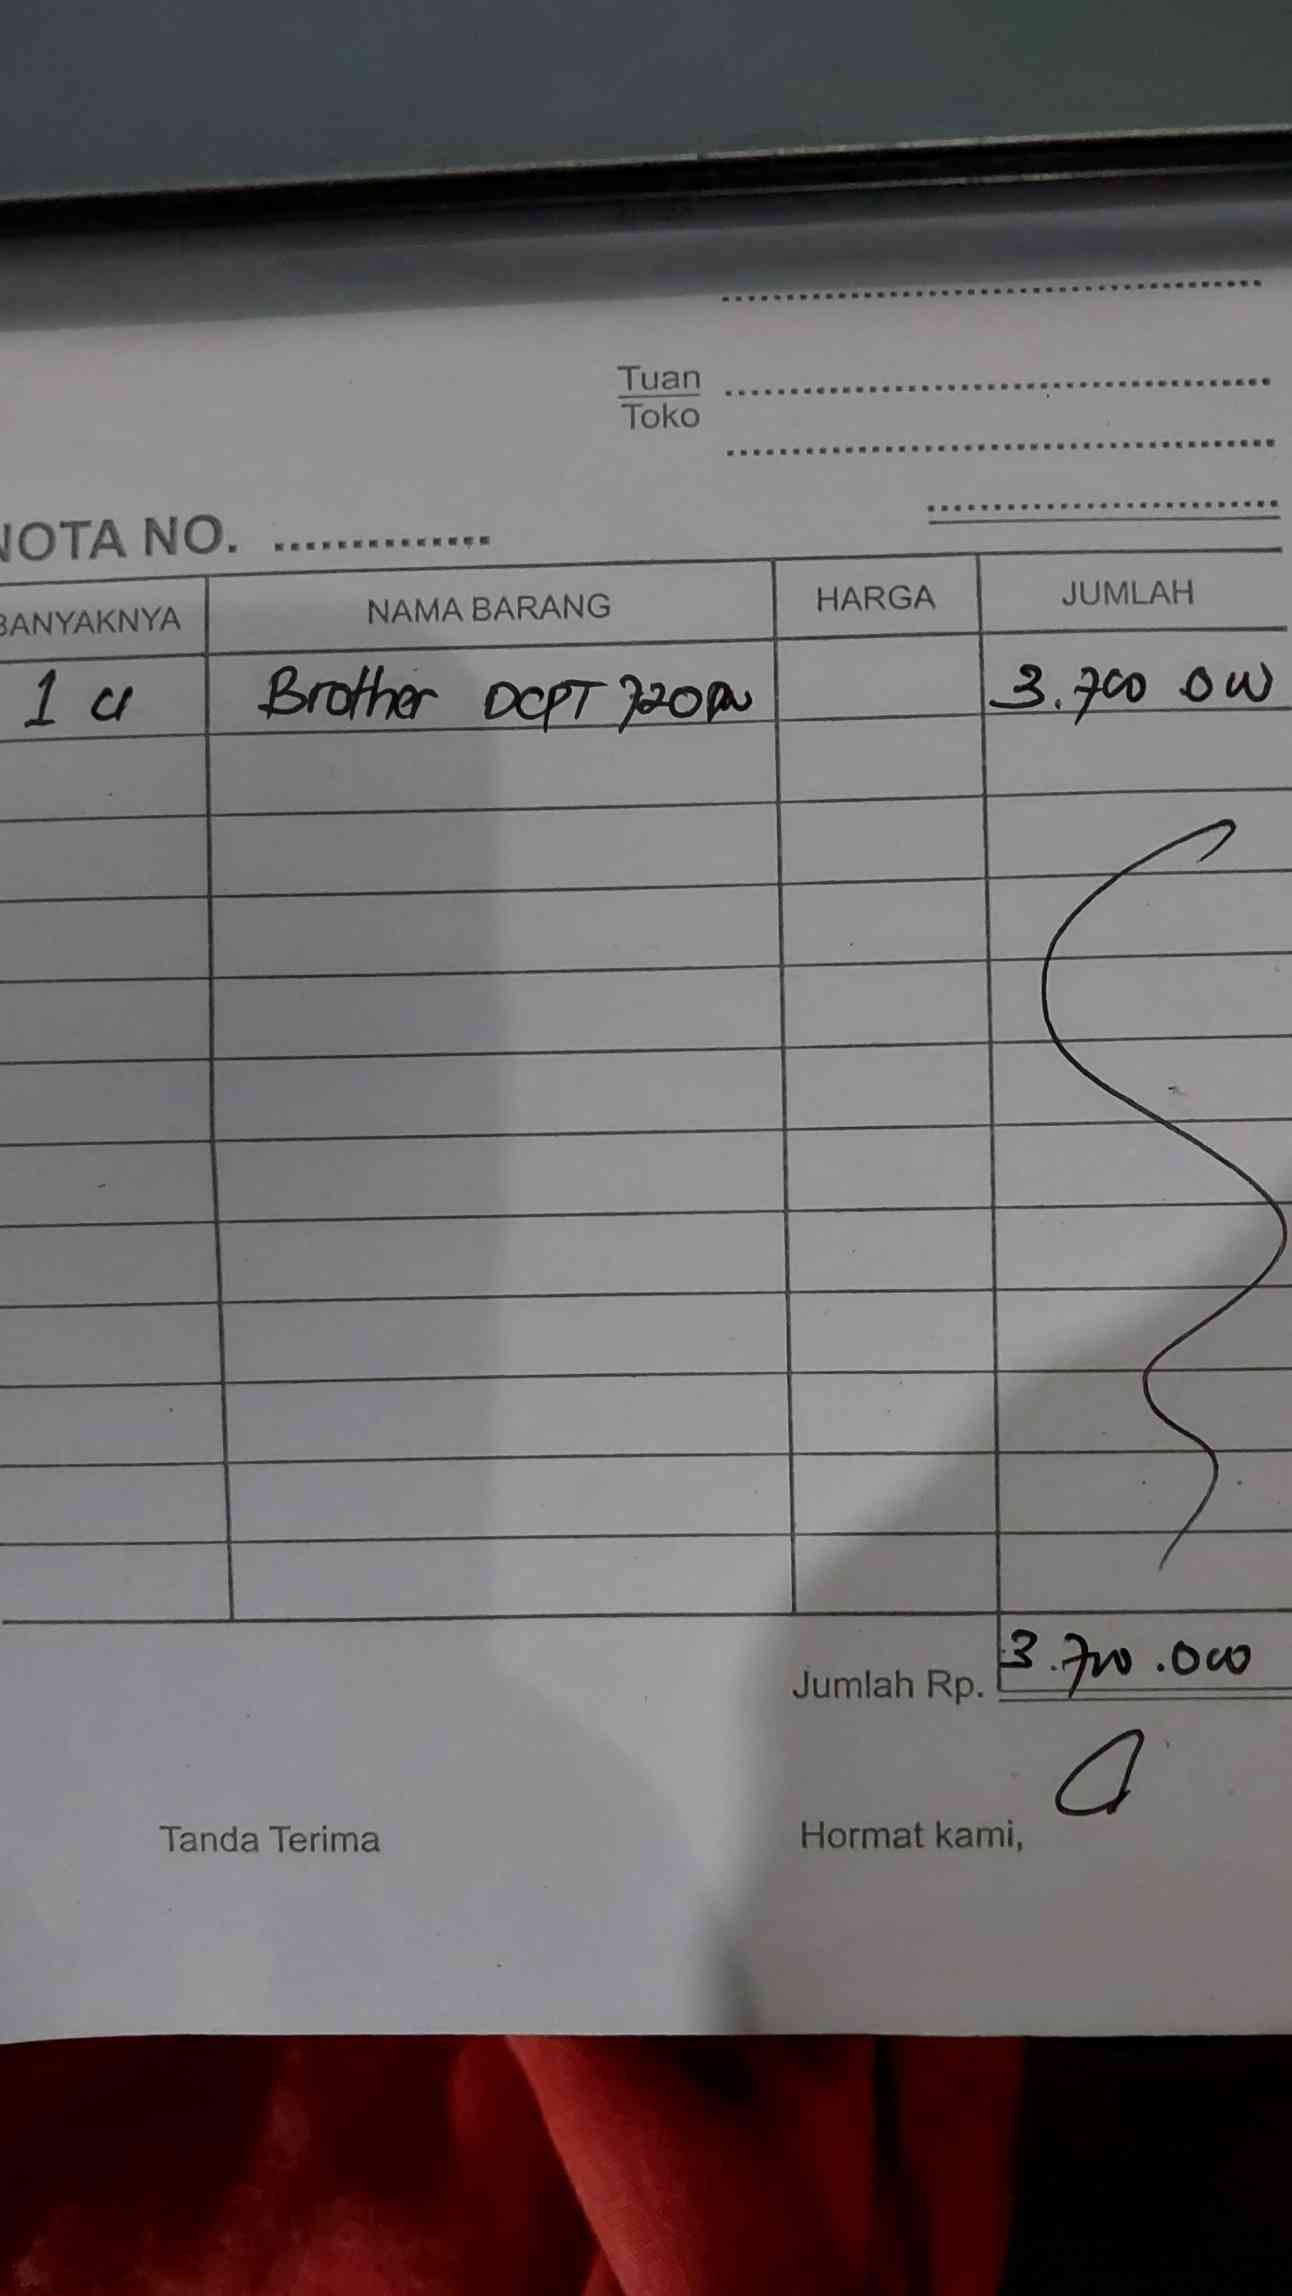 Tuan
Toko
NOTA NO.
BANYAKNYA NAMA BARANG HARGA JUMLAH
1 Brother DCPT 720DW 3.700 000
Jumlah Rp. 3.700.000
Tanda Terima Hormat kami,